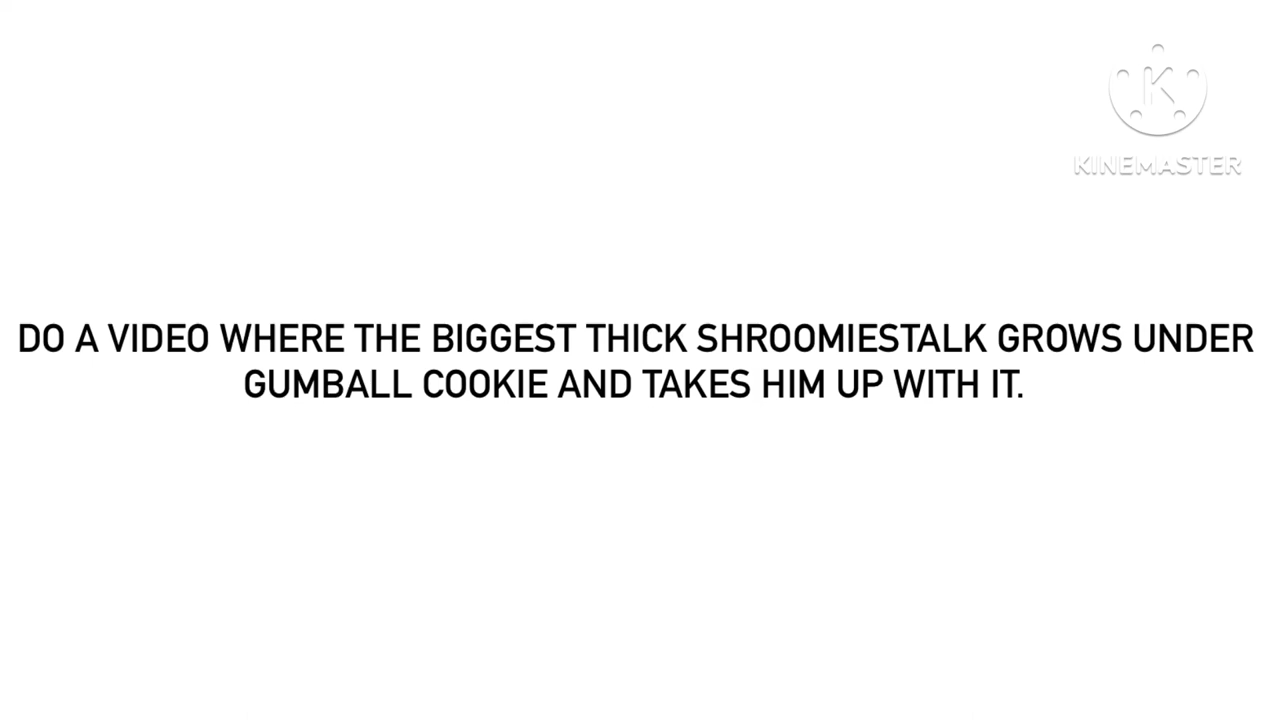 KINEMASTER
DO A VIDEO WHERE THE BIGGEST THICK SHROOMIESTALK GROWS UNDER
GUMBALL COOKIE AND TAKES HIM UP WITH IT.